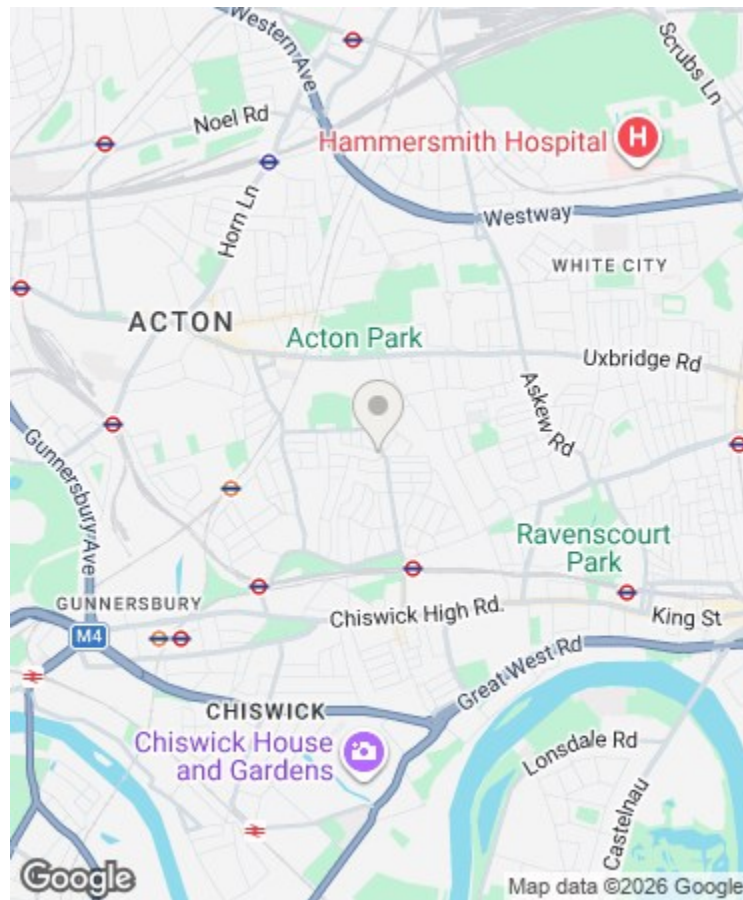 Western Ave
Scrubs Ln
Noel Rd
Hammersmith Hospital
H
Horn Ln
Westway
WHITE CITY
ACTON
Acton Park
Uxbridge Rd
Askew Rd
Gunnersbury Ave
Ravenscourt
Park
GUNNERSBURY
Chiswick High Rd.
King St
M4
Great West Rd
CHISWICK
Chiswick House
and Gardens
Lonsdale Rd
Castelnau
Google
Map data ©2026 Google